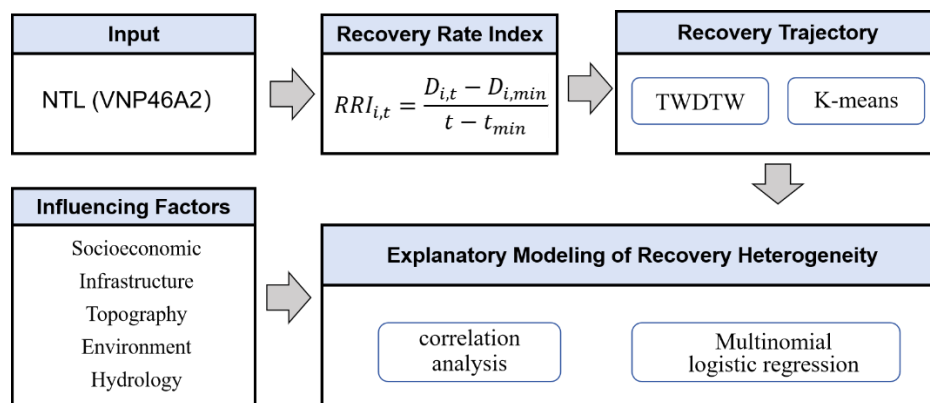 Input
NTL (VNP46A2)
Recovery Rate Index
RRI_{i,t} = \frac{D_{i,t} - D_{i,min}}{t - t_{min}}
Recovery Trajectory
TWDTW
K-means
Influencing Factors
Socioeconomic
Infrastructure
Topography
Environment
Hydrology
Explanatory Modeling of Recovery Heterogeneity
correlation
analysis
Multinomial
logistic regression